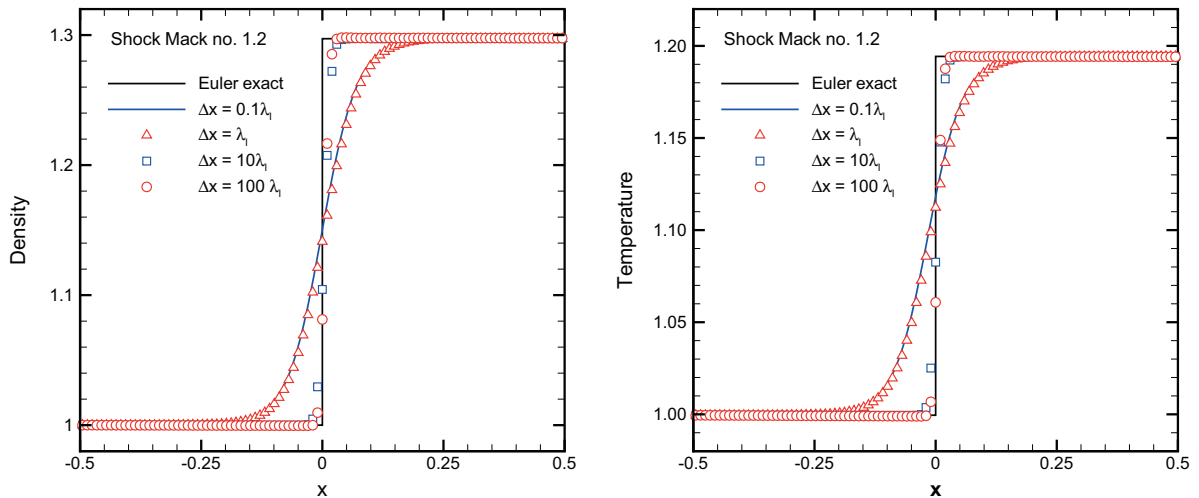 Shock Mack no. 1.2
Euler exact
Δx = 0.1λl
Δx = λl
Δx = 10λl
Δx = 100 λl
Density
1.3
1.2
1.1
1
-0.5
-0.25
0
0.25
0.5
x
Shock Mack no. 1.2
Euler exact
Δx = 0.1λl
Δx = λl
Δx = 10λl
Δx = 100 λl
Temperature
1.20
1.15
1.10
1.05
1.00
-0.5
-0.25
0
0.25
0.5
x